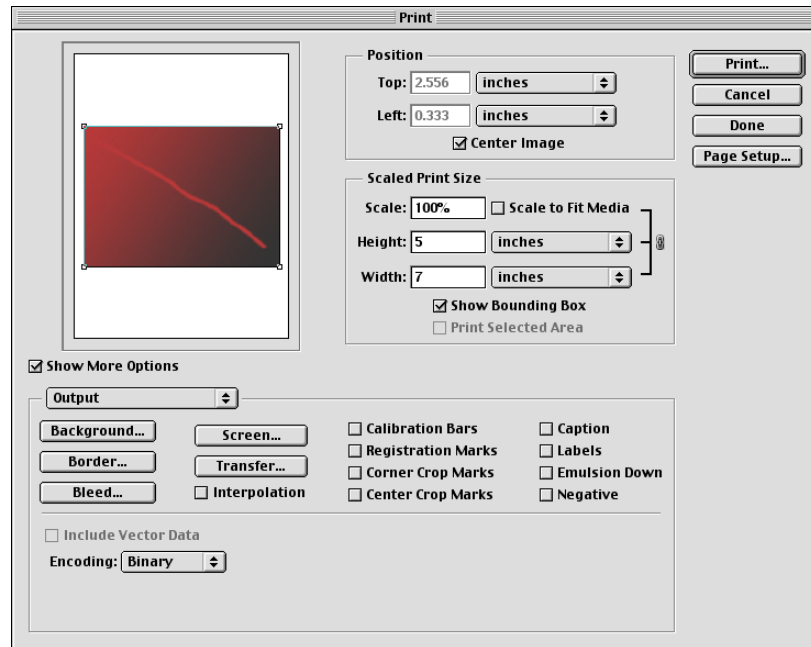 Print
Position
Top: 2.556 inches
Left: 0.333 inches
Center Image
Print...
Cancel
Done
Page Setup...
Scaled Print Size
Scale: 100% Scale to Fit Media
Height: 5 inches
Width: 7 inches
Show Bounding Box
Print Selected Area
Show More Options
Output
Background...
Border...
Bleed...
Screen...
Transfer...
Interpolation
Calibration Bars
Registration Marks
Corner Crop Marks
Center Crop Marks
Caption
Labels
Emulsion Down
Negative
Include Vector Data
Encoding: Binary